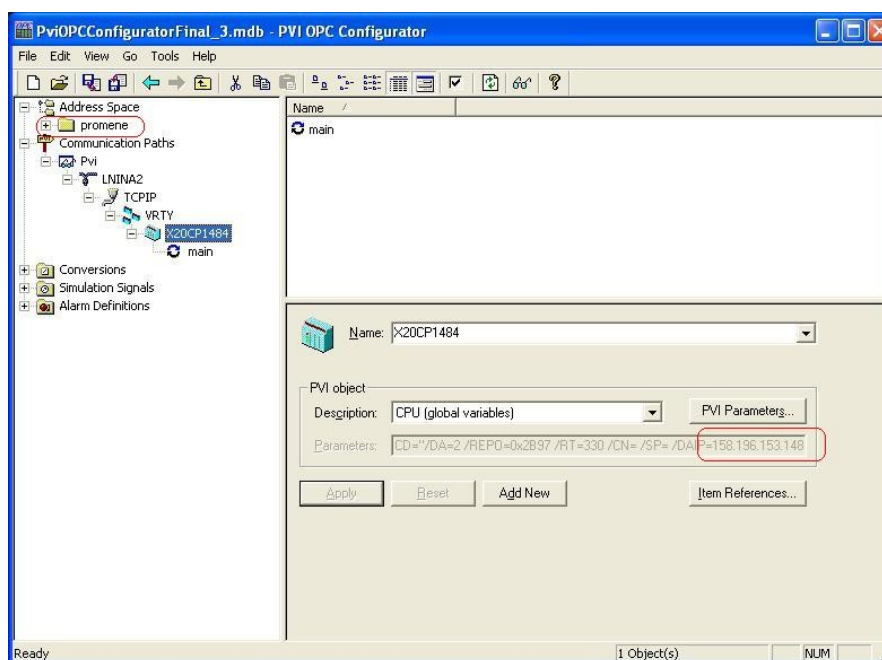 PviOPCConfiguratorFinal_3.mdb - PVI OPC Configurator
File Edit View Go Tools Help
Address Space
promene
Communication Paths
Pvi
LNINA2
TCPIP
VRTY
X20CP1484
main
Conversions
Simulation Signals
Alarm Definitions
Name
main
Name: X20CP1484
PVI object
Description: CPU (global variables) PVI Parameters...
Parameters: CD="/DA=2 /REPO=0x2B97 /RT=330 /CN= /SP= /DAIP=158.196.153.148
Apply Reset Add New Item References...
Ready 1 Object(s) NUM